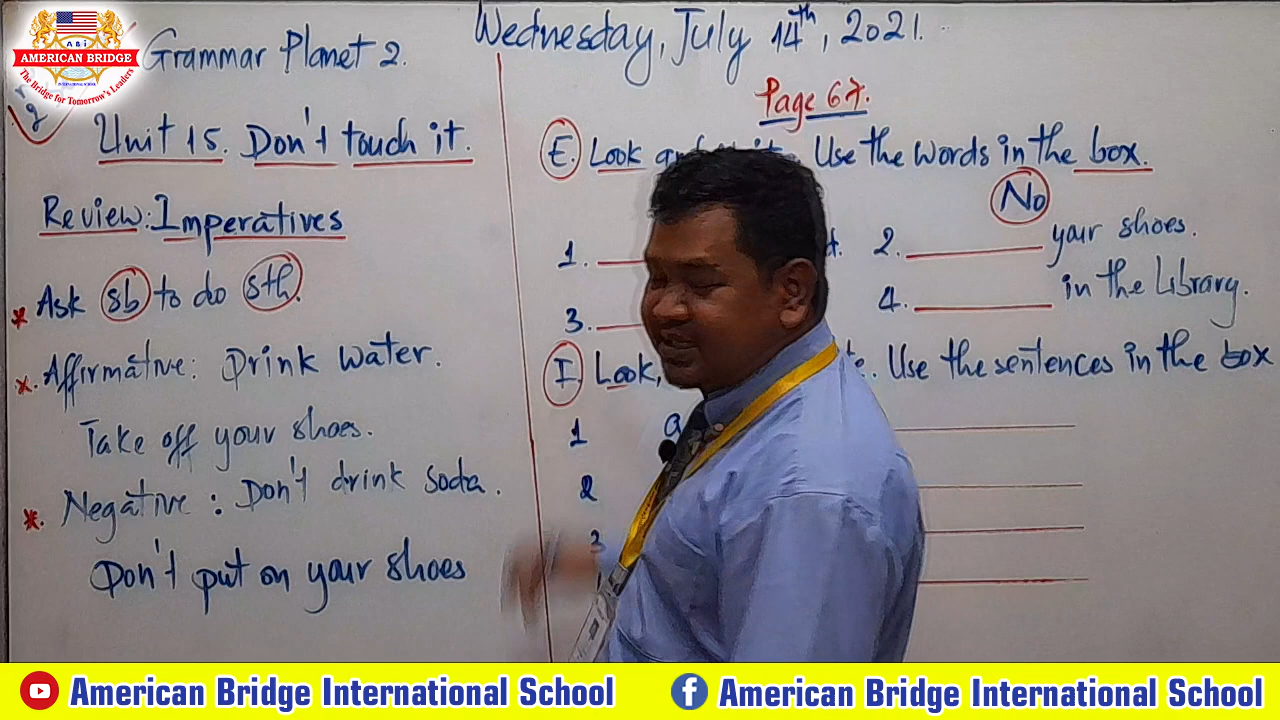 A B i
AMERICAN BRIDGE
INTERNATIONAL SCHOOL
The Bridge for Tomorrow's Leaders
Grammar Planet 2.
Unit 15. Don't touch it.
Review: Imperatives
* Ask sb to do sth.
*. Affirmative: Drink water.
Take off your shoes.
*. Negative: Don't drink soda.
Don't put on your shoes
Wednesday, July 14th, 2021.
Page 67.
E. Look Use the words in the box.
No
1. 2. your shoes.
3. 4. in the Library.
I. Look, Use the sentences in the box
1
2
3
American Bridge International School
American Bridge International School